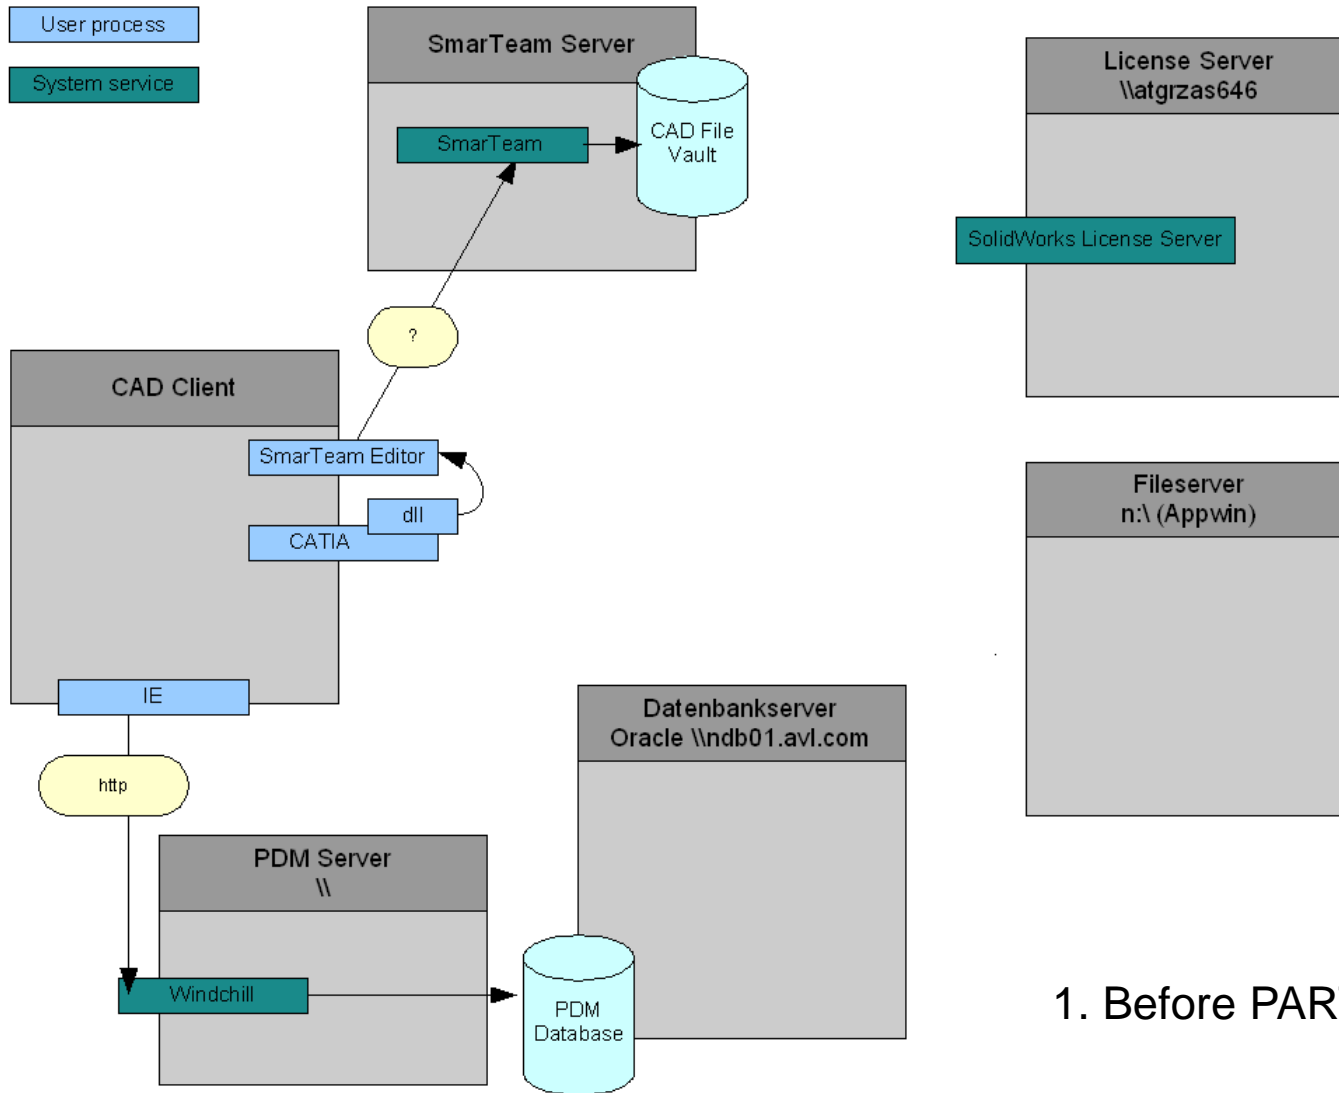 User process
System service
SmarTeam Server
SmarTeam
CAD File
Vault
License Server
\\atgrzas646
SolidWorks License Server
?
CAD Client
SmarTeam Editor
dll
CATIA
IE
http
Fileserver
n:\ (Appwin)
Datenbankserver
Oracle \\ndb01.avl.com
PDM Server
\\
Windchill
PDM
Database
1. Before PAR